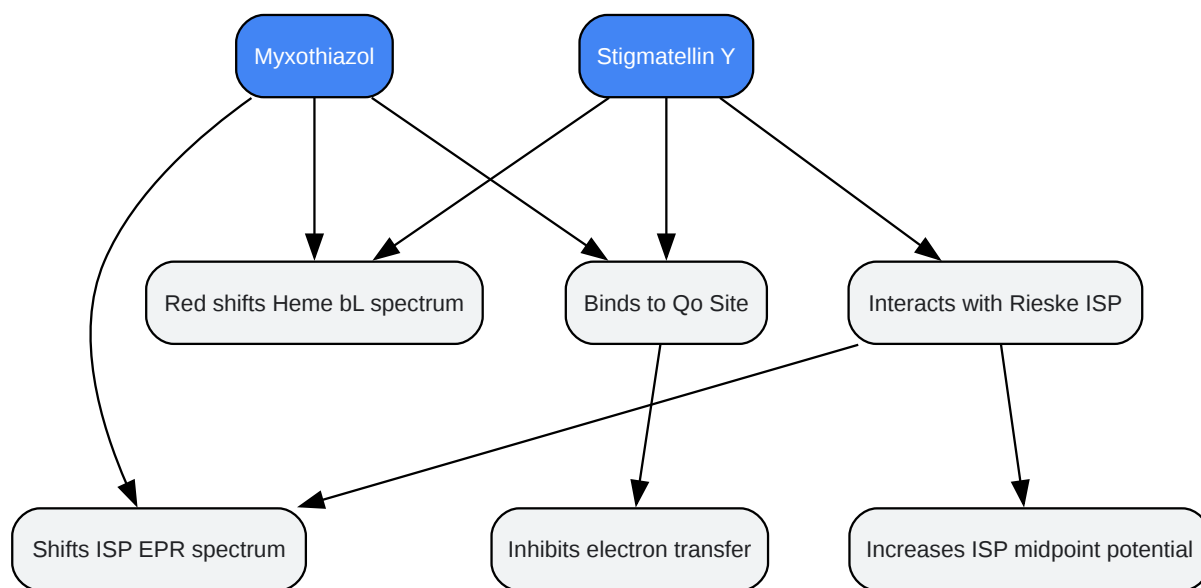 Myxothiazol
Stigmatellin Y
Red shifts Heme bL spectrum
Binds to Qo Site
Interacts with Rieske ISP
Shifts ISP EPR spectrum
Inhibits electron transfer
Increases ISP midpoint potential